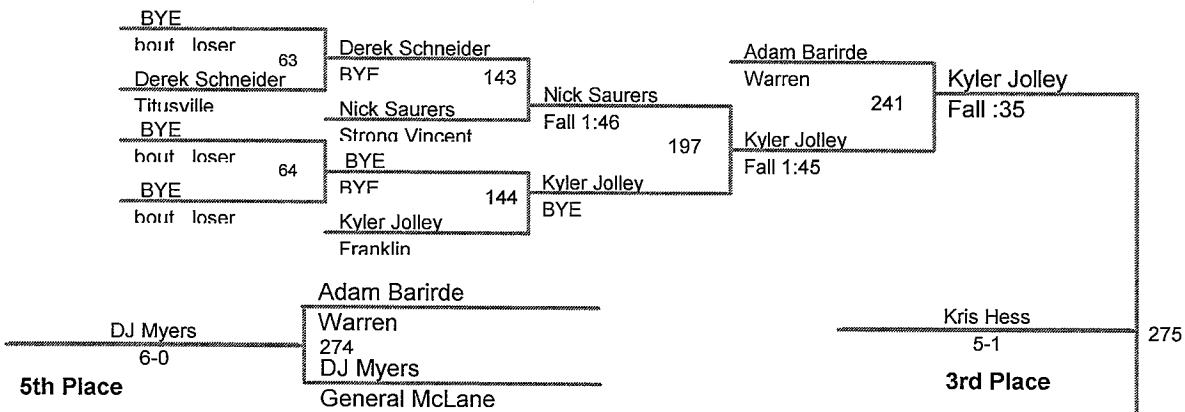 BYE
bout loser
63
Derek Schneider
Titusville
BYE
bout loser
64
BYE
bout loser
Derek Schneider
BYE
143
Nick Saurers
Strong Vincent
BYE
BYE
144
Kyler Jolley
Franklin
Nick Saurers
Fall 1:46
197
Kyler Jolley
BYE
Adam Barirde
Warren
241
Kyler Jolley
Fall 1:45
Kyler Jolley
Fall :35
Adam Barirde
Warren
274
DJ Myers
General McLane
DJ Myers
6-0
5th Place
Kris Hess
5-1
275
3rd Place